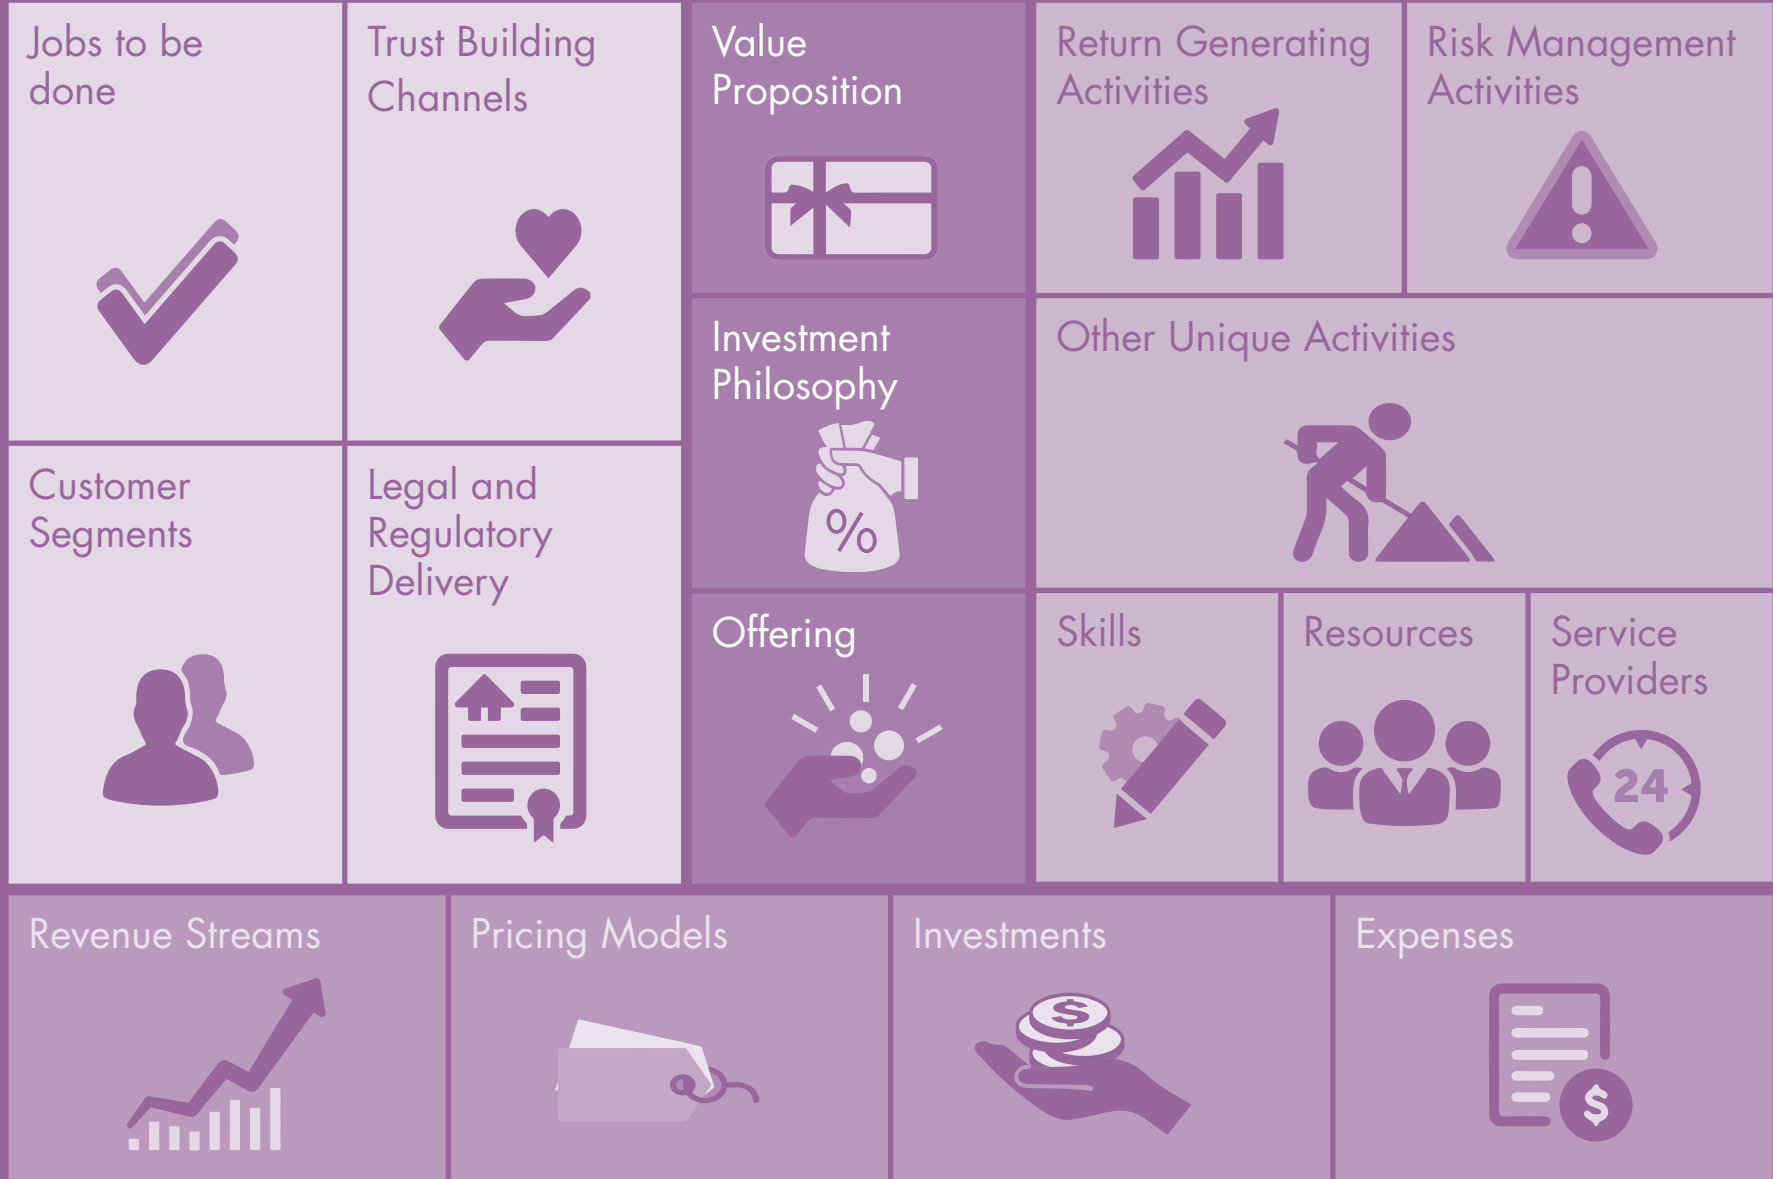 Jobs to be
done
Trust Building
Channels
Value
Proposition
Return Generating
Activities
Risk Management
Activities
Investment
Philosophy
%
Other Unique Activities
Customer
Segments
Legal and
Regulatory
Delivery
Offering
Skills
Resources
Service
Providers
24
Revenue Streams
Pricing Models
Investments
$
Expenses
$